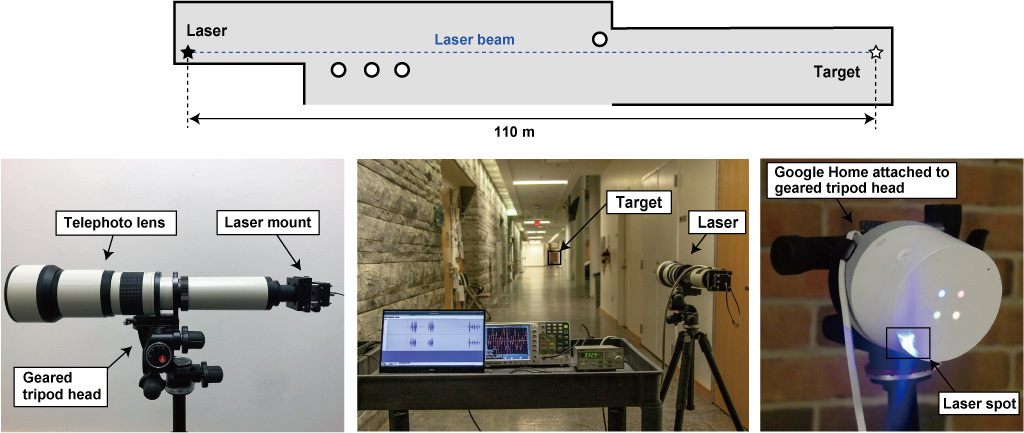 Laser
Laser beam
Target
110 m
Telephoto lens
Laser mount
Geared
tripod head
Target
Laser
Google Home attached to
geared tripod head
Laser spot